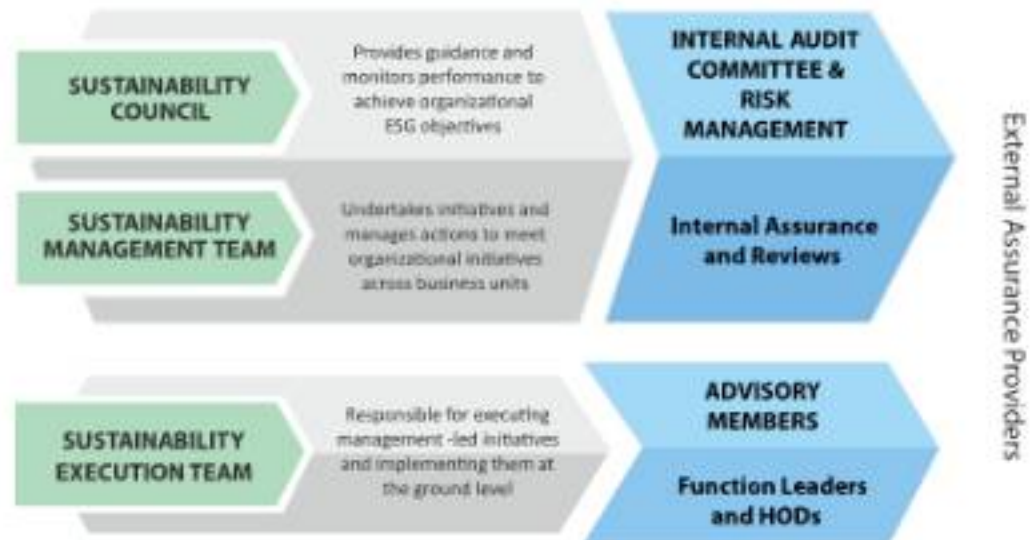 SUSTAINABILITY
COUNCIL
Provides guidance and
monitors performance to
achieve organizational
ESG objectives
INTERNAL AUDIT
COMMITTEE &
RISK
MANAGEMENT
SUSTAINABILITY
MANAGEMENT TEAM
Undertakes initiatives and
manages actions to meet
organizational initiatives
across business units
Internal Assurance
and Reviews
SUSTAINABILITY
EXECUTION TEAM
Responsible for executing
management -led initiatives
and implementing them at
the ground level
ADVISORY
MEMBERS
Function Leaders
and HODs
External Assurance Providers